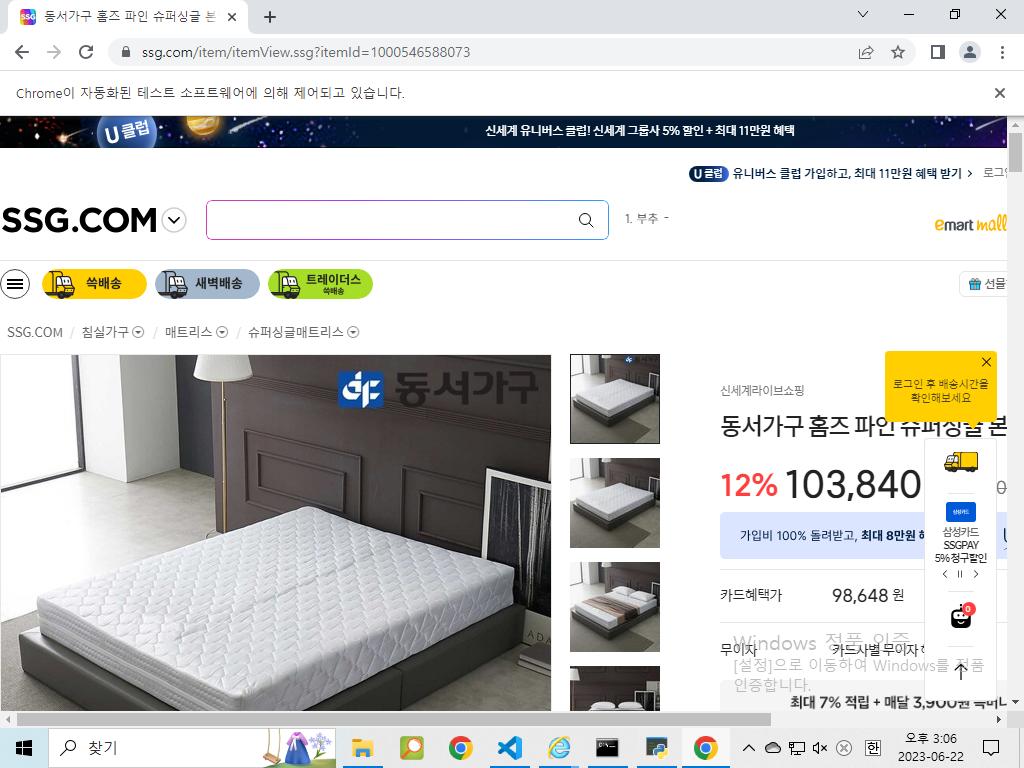 동서가구 홈즈 파인 슈퍼싱글 본
ssg.com/item/itemView.ssg?itemId=1000546588073
Chrome이 자동화된 테스트 소프트웨어에 의해 제어되고 있습니다.
U클럽
신세계 유니버스 클럽! 신세계 그룹사 5% 할인 + 최대 11만원 혜택
U클럽 유니버스 클럽 가입하고, 최대 11만원 혜택 받기 >
SSG.COM
1. 부추 -
emart mall
쓱배송
새벽배송
트레이더스
쓱배송
선물
SSG.COM / 침실가구 / 매트리스 / 슈퍼싱글매트리스
동서가구
신세계라이브쇼핑
로그인 후 배송시간을
확인해보세요
동서가구 홈즈 파인 슈퍼싱글 본
12% 103,840
가입비 100% 돌려받고, 최대 8만원
삼성카드
삼성카드
SSGPAY
5% 청구할인
카드혜택가 98,648 원
0
무이자 카드사별 무이자
Windows 정품 인증
[설정]으로 이동하여 Windows를 정품
인증합니다.
최대 7% 적립 + 매달 3,900원
찾기
한
오후 3:06
2023-06-22